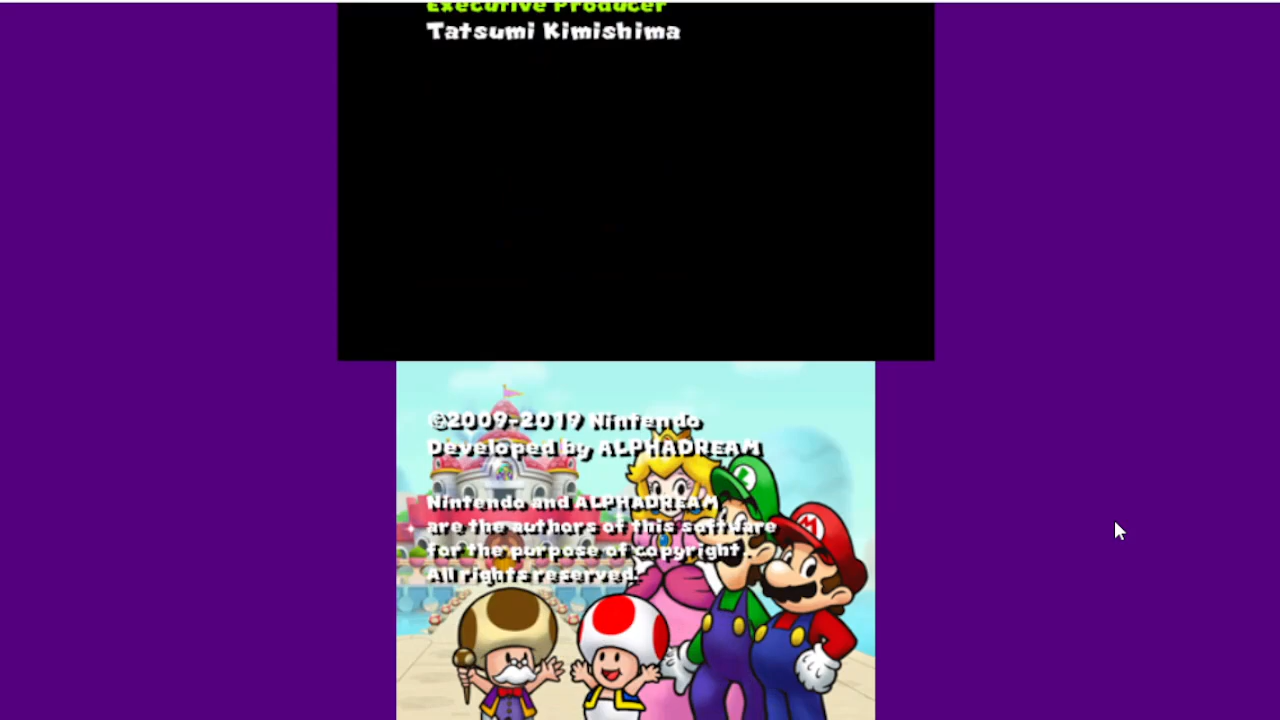 Executive Producer
Tatsumi Kimishima
©2009-2019 Nintendo
Developed by ALPHADREAM
Nintendo and ALPHADREAM
are the authors of this software
for the purpose of copyright.
All rights reserved.
L
M